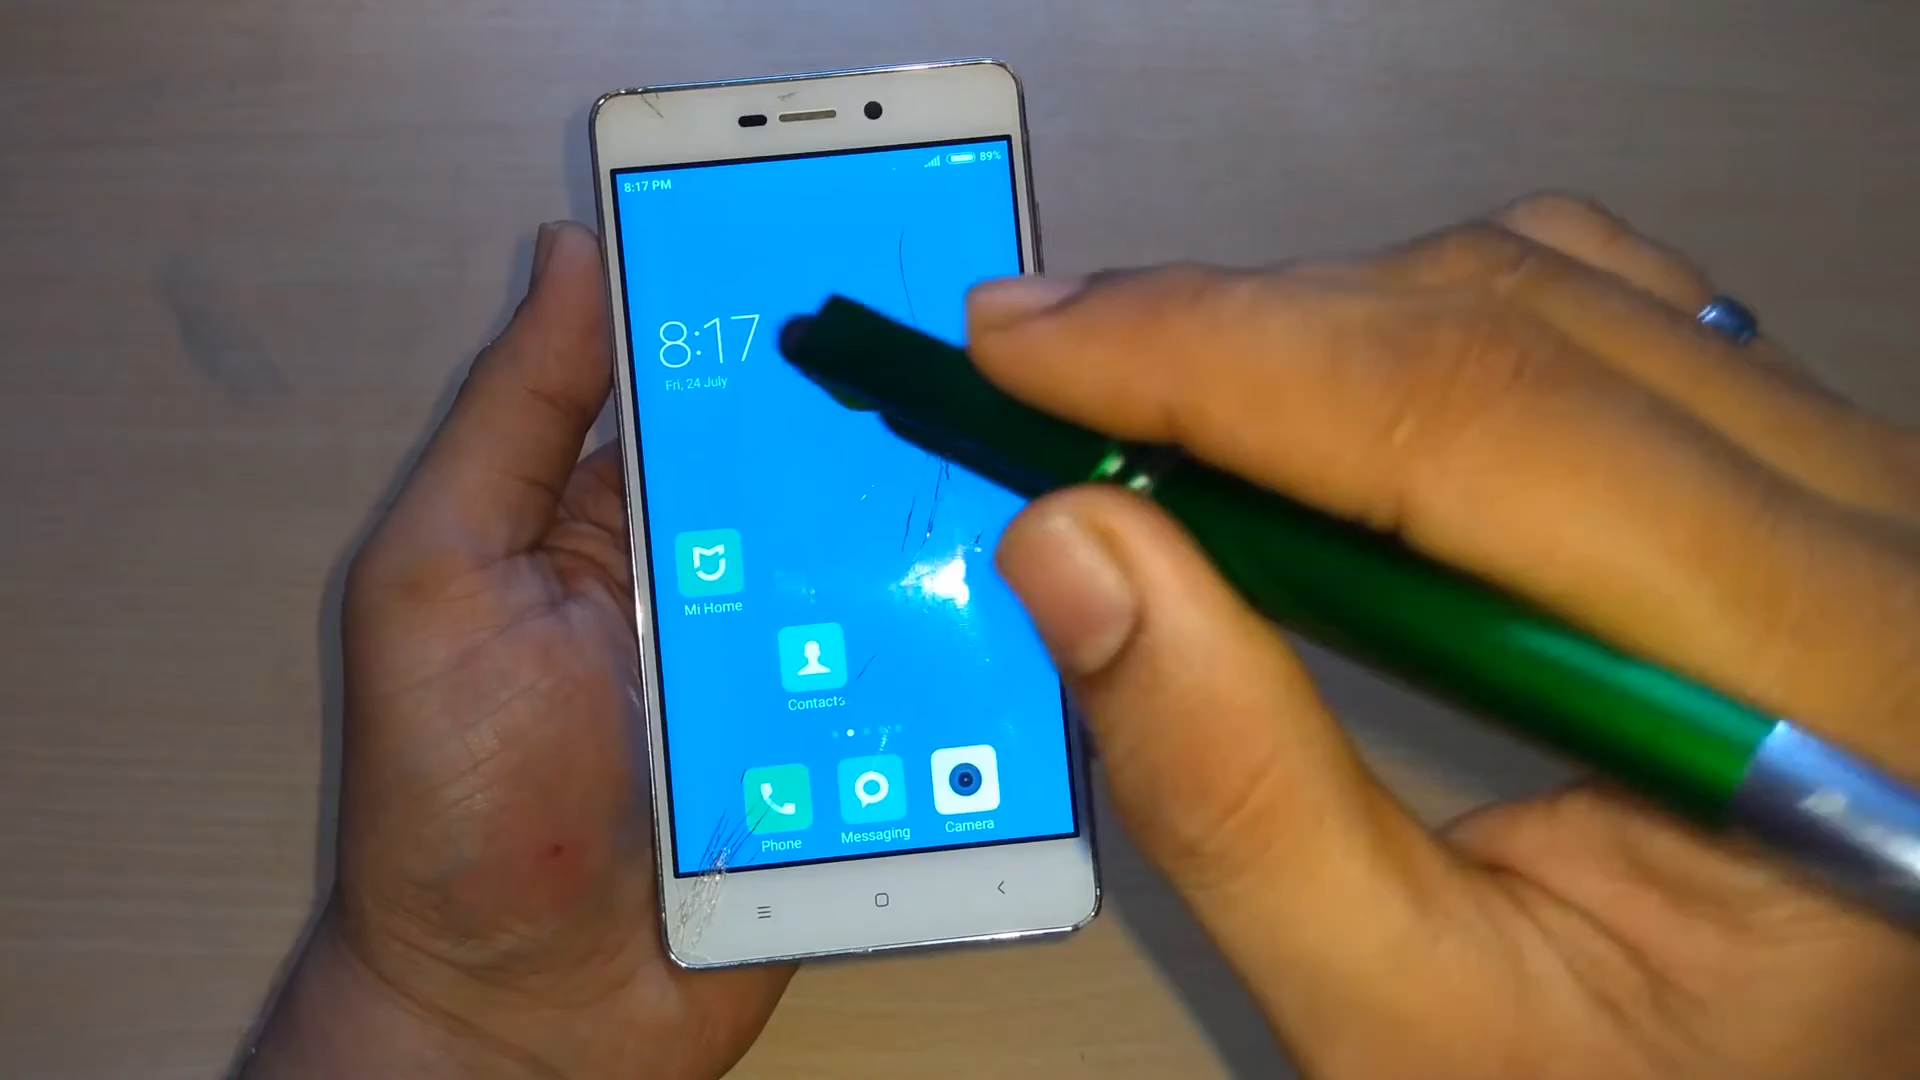 8:17 PM
89%
8:17
Fri, 24 July
Mi Home
Contacts
Phone
Messaging
Camera